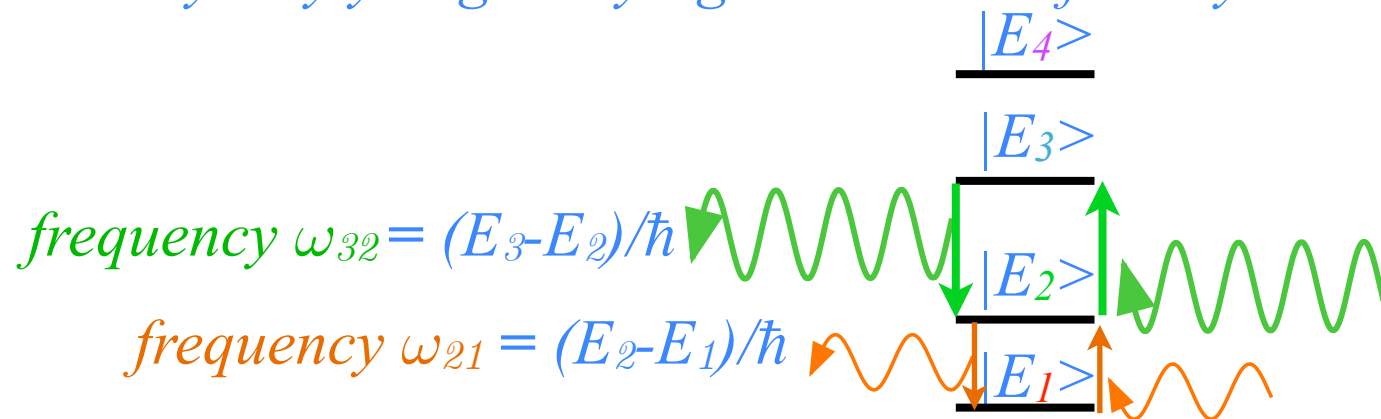 |E4>
|E3>
frequency ω32 = (E3-E2)/ħ
|E2>
frequency ω21 = (E2-E1)/ħ
|E1>